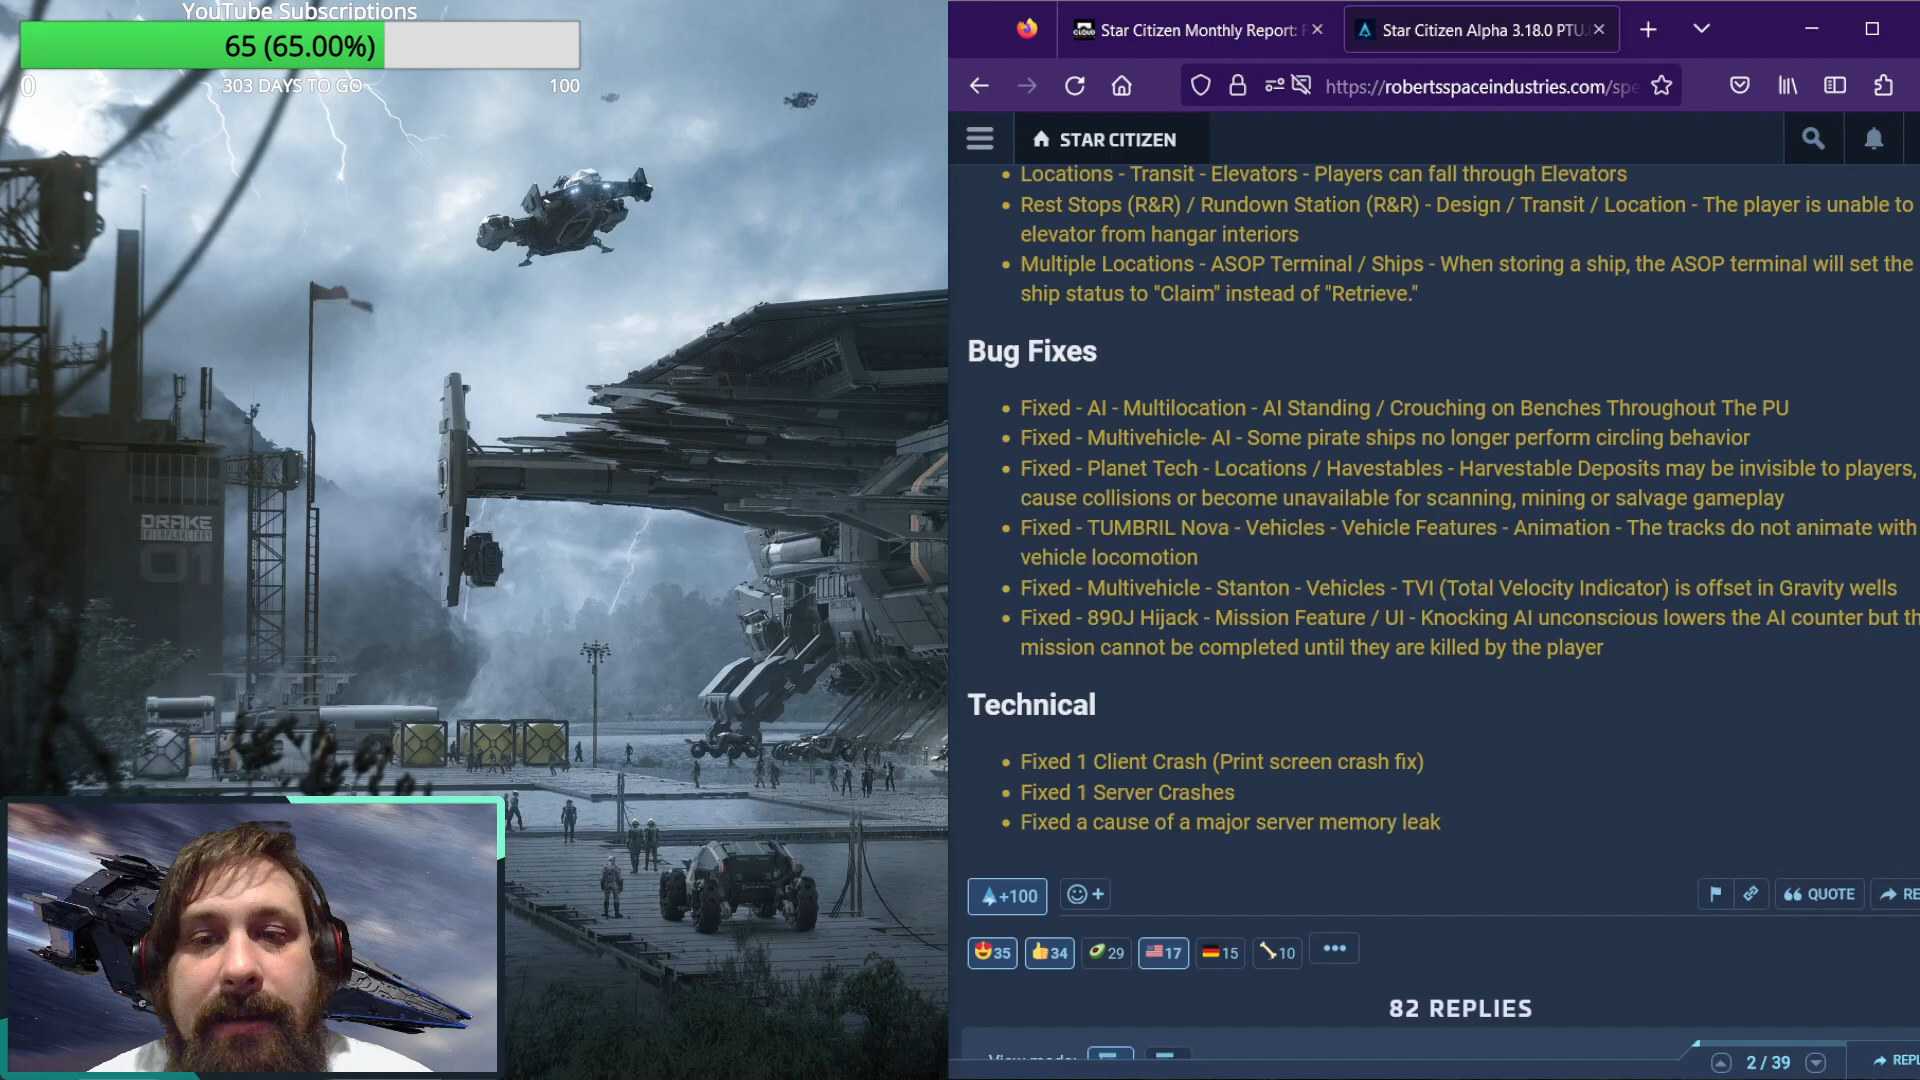 YouTube Subscriptions
65 (65.00%)
0
303 DAYS TO GO
100
DRAKE
INTERPLANETARY
01
CLOUD
Star Citizen Monthly Report:
Star Citizen Alpha 3.18.0 PTU.
https://robertsspaceindustries.com/spe
STAR CITIZEN
Locations - Transit - Elevators - Players can fall through Elevators
Rest Stops (R&R) / Rundown Station (R&R) - Design / Transit / Location - The player is unable to
elevator from hangar interiors
Multiple Locations - ASOP Terminal / Ships - When storing a ship, the ASOP terminal will set the
ship status to "Claim" instead of "Retrieve."
Bug Fixes
Fixed - AI - Multilocation - AI Standing / Crouching on Benches Throughout The PU
Fixed - Multivehicle- AI - Some pirate ships no longer perform circling behavior
Fixed - Planet Tech - Locations / Havestables - Harvestable Deposits may be invisible to players,
cause collisions or become unavailable for scanning, mining or salvage gameplay
Fixed - TUMBRIL Nova - Vehicles - Vehicle Features - Animation - The tracks do not animate with
vehicle locomotion
Fixed - Multivehicle - Stanton - Vehicles - TVI (Total Velocity Indicator) is offset in Gravity wells
Fixed - 890J Hijack - Mission Feature / UI - Knocking AI unconscious lowers the AI counter but th
mission cannot be completed until they are killed by the player
Technical
Fixed 1 Client Crash (Print screen crash fix)
Fixed 1 Server Crashes
Fixed a cause of a major server memory leak
+100
+
QUOTE
RE
35
34
29
17
15
10
82 REPLIES
View mode:
2 / 39
REPL